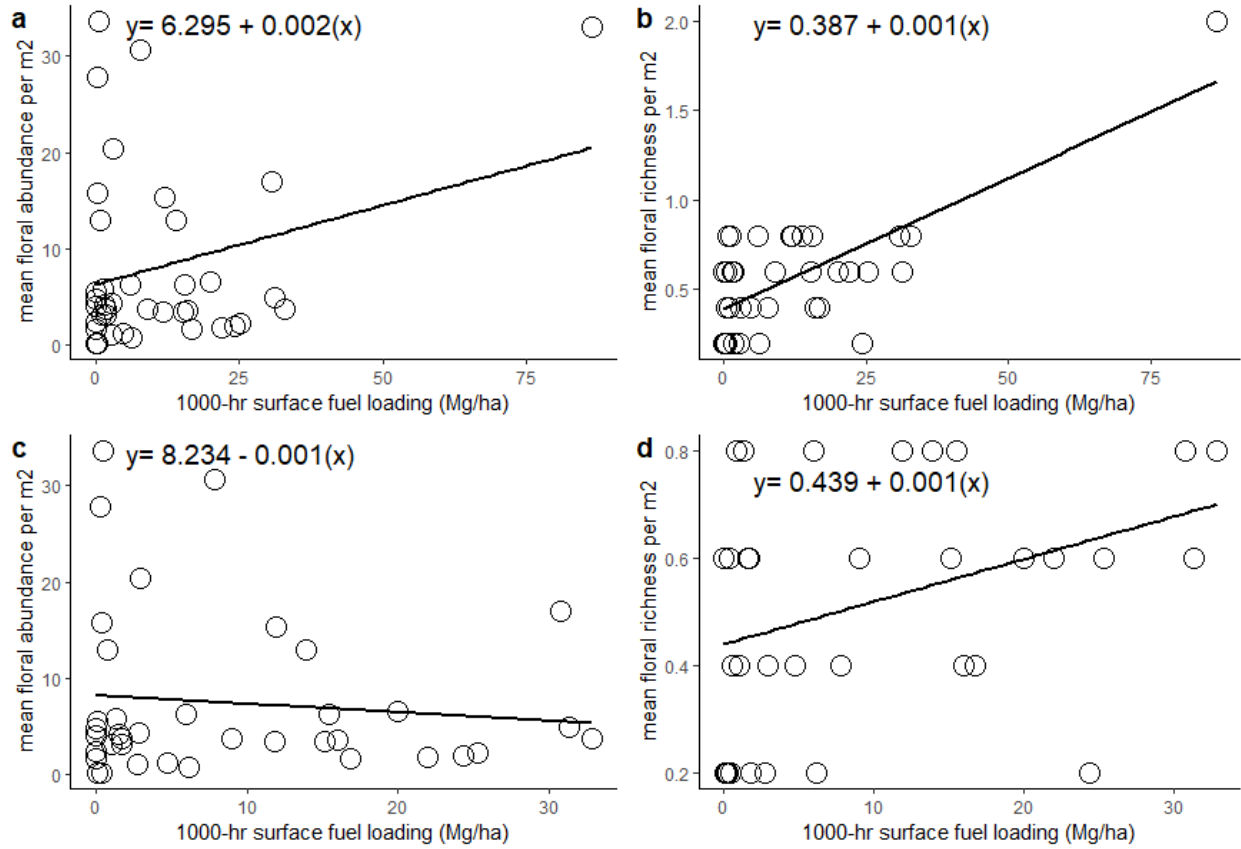 a
y= 6.295 + 0.002(x)
mean floral abundance per m2
30
20
10
0
0 25 50 75
1000-hr surface fuel loading (Mg/ha)
b
y= 0.387 + 0.001(x)
mean floral richness per m2
2.0
1.5
1.0
0.5
0 25 50 75
1000-hr surface fuel loading (Mg/ha)
c
y= 8.234 - 0.001(x)
mean floral abundance per m2
30
20
10
0
0 10 20 30
1000-hr surface fuel loading (Mg/ha)
d
y= 0.439 + 0.001(x)
mean floral richness per m2
0.8
0.6
0.4
0.2
0 10 20 30
1000-hr surface fuel loading (Mg/ha)